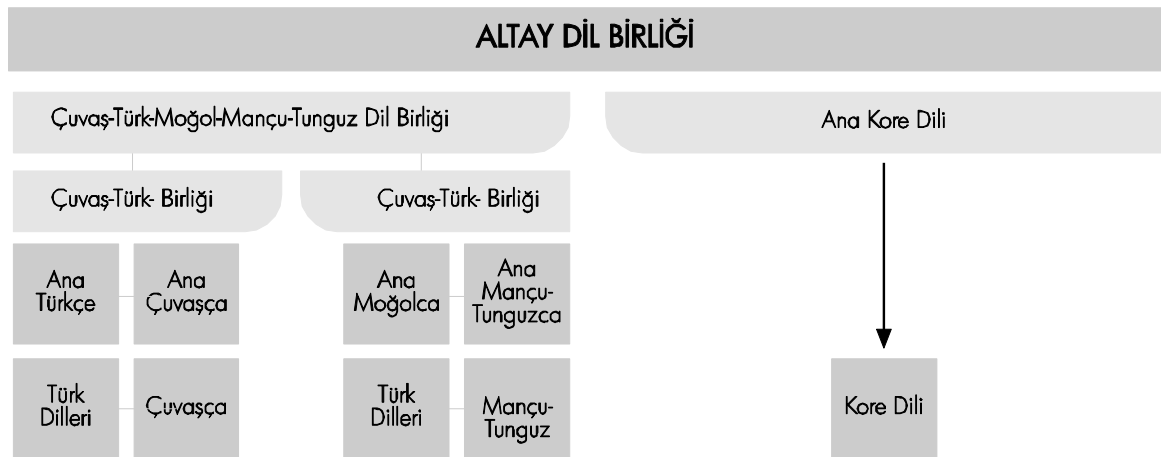 ALTAY DİL BİRLİĞİ
Çuvaş-Türk-Moğol-Mançu-Tunguz Dil Birliği
Ana Kore Dili
Çuvaş-Türk- Birliği
Çuvaş-Türk- Birliği
Ana
Türkçe
Ana
Çuvaşça
Ana
Moğolca
Ana
Mançu-
Tunguzca
Türk
Dilleri
Çuvaşça
Türk
Dilleri
Mançu-
Tunguz
Kore Dili